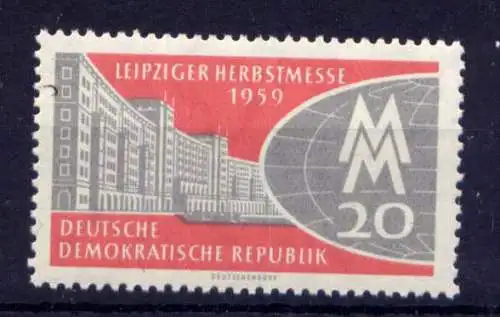 LEIPZIGER HERBSTMESSE
1959
MM
20
DEUTSCHE
DEMOKRATISCHE REPUBLIK